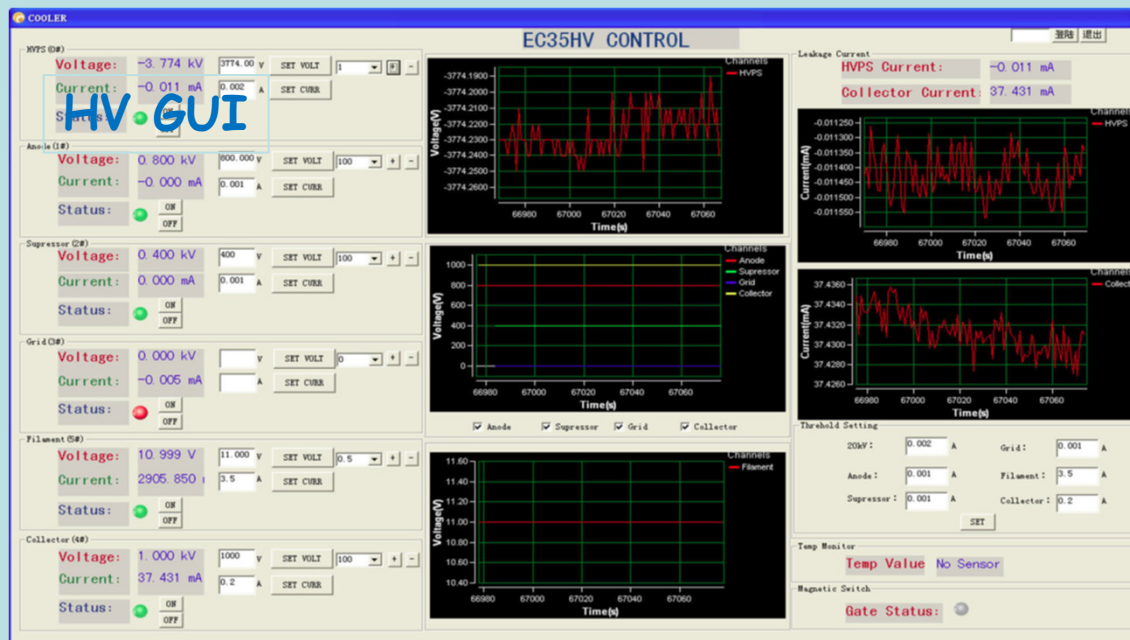 COOLER
EC35HV CONTROL
登陆 退出
HVPS(0#)
Voltage: -3.774 kV 3774.00 V SET VOLT 1 -
Current: -0.011 mA 0.002 A SET CURR
Status: ON
HV GUI
Anode(1#)
Voltage: 0.800 kV 800.000 V SET VOLT 100 + -
Current: -0.000 mA 0.001 A SET CURR
Status: ON
OFF
Supressor(2#)
Voltage: 0.400 kV 400 V SET VOLT 100 + -
Current: 0.000 mA 0.001 A SET CURR
Status: ON
OFF
Grid(3#)
Voltage: 0.000 kV V SET VOLT 0 + -
Current: -0.005 mA A SET CURR
Status: ON
OFF
Filament(5#)
Voltage: 10.999 V 11.000 V SET VOLT 0.5 + -
Current: 2905.850 3.5 A SET CURR
Status: ON
OFF
Collector(4#)
Voltage: 1.000 kV 1000 V SET VOLT 100 + -
Current: 37.431 mA 0.2 A SET CURR
Status: ON
OFF
Channels
HVPS
Voltage(V)
-3774.1900
-3774.2000
-3774.2100
-3774.2200
-3774.2300
-3774.2400
-3774.2500
-3774.2600
66980 67000 67020 67040 67060
Time(s)
Channels
Anode
Supressor
Grid
Collector
Voltage(V)
1000
800
600
400
200
0
66980 67000 67020 67040 67060
Time(s)
Anode Supressor Grid Collector
Channels
Filament
Voltage(V)
11.60
11.40
11.20
11.00
10.80
10.60
10.40
66980 67000 67020 67040 67060
Time(s)
Leakage Current
HVPS Current: -0.011 mA
Collector Current: 37.431 mA
Channels
HVPS
Current(mA)
-0.011250
-0.011300
-0.011350
-0.011400
-0.011450
-0.011500
-0.011550
66980 67000 67020 67040 67060
Time(s)
Channels
Collect
Current(mA)
37.4360
37.4340
37.4320
37.4300
37.4280
37.4260
66980 67000 67020 67040 67060
Time(s)
Threhold Setting
20kV: 0.002 A Grid: 0.001 A
Anode: 0.001 A Filament: 3.5 A
Supressor: 0.001 A Collector: 0.2 A
SET
Temp Monitor
Temp Value No Sensor
Magnetic Switch
Gate Status: